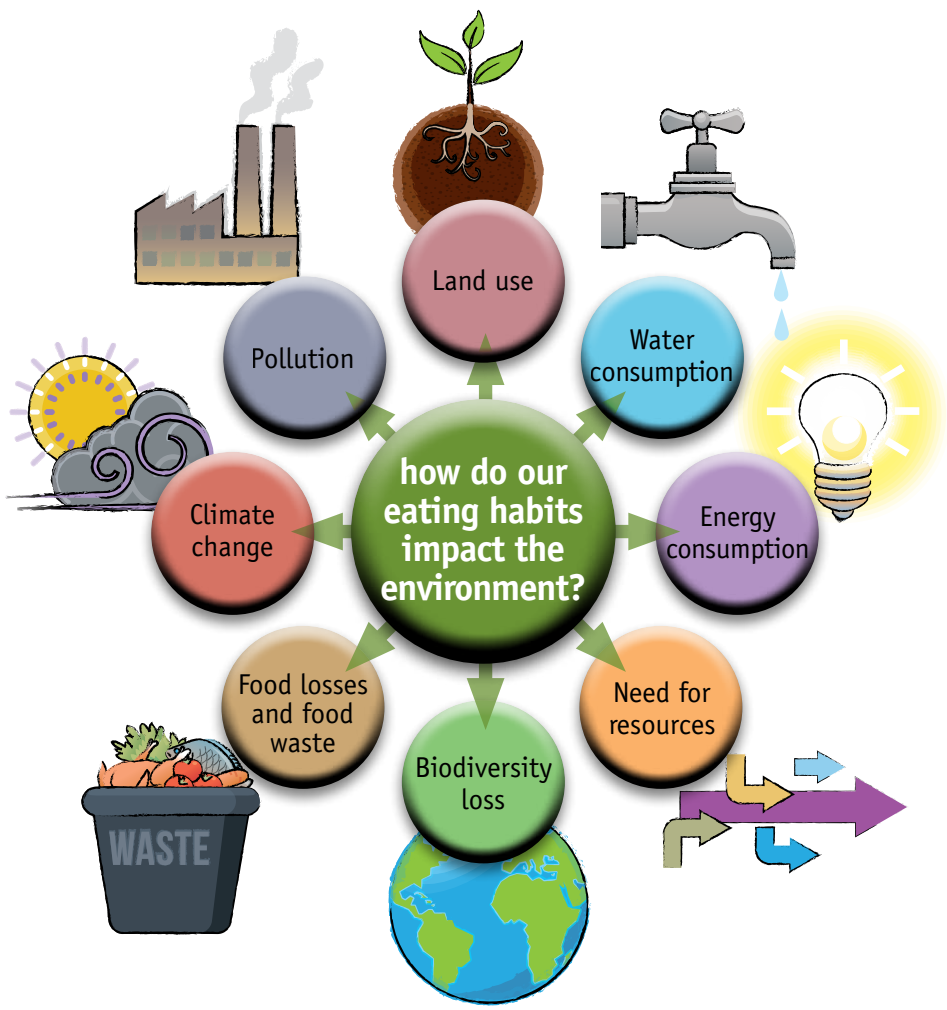 how do our
eating habits
impact the
environment?
Land use
Water
consumption
Energy
consumption
Need for
resources
Biodiversity
loss
Food losses
and food
waste
WASTE
Climate
change
Pollution